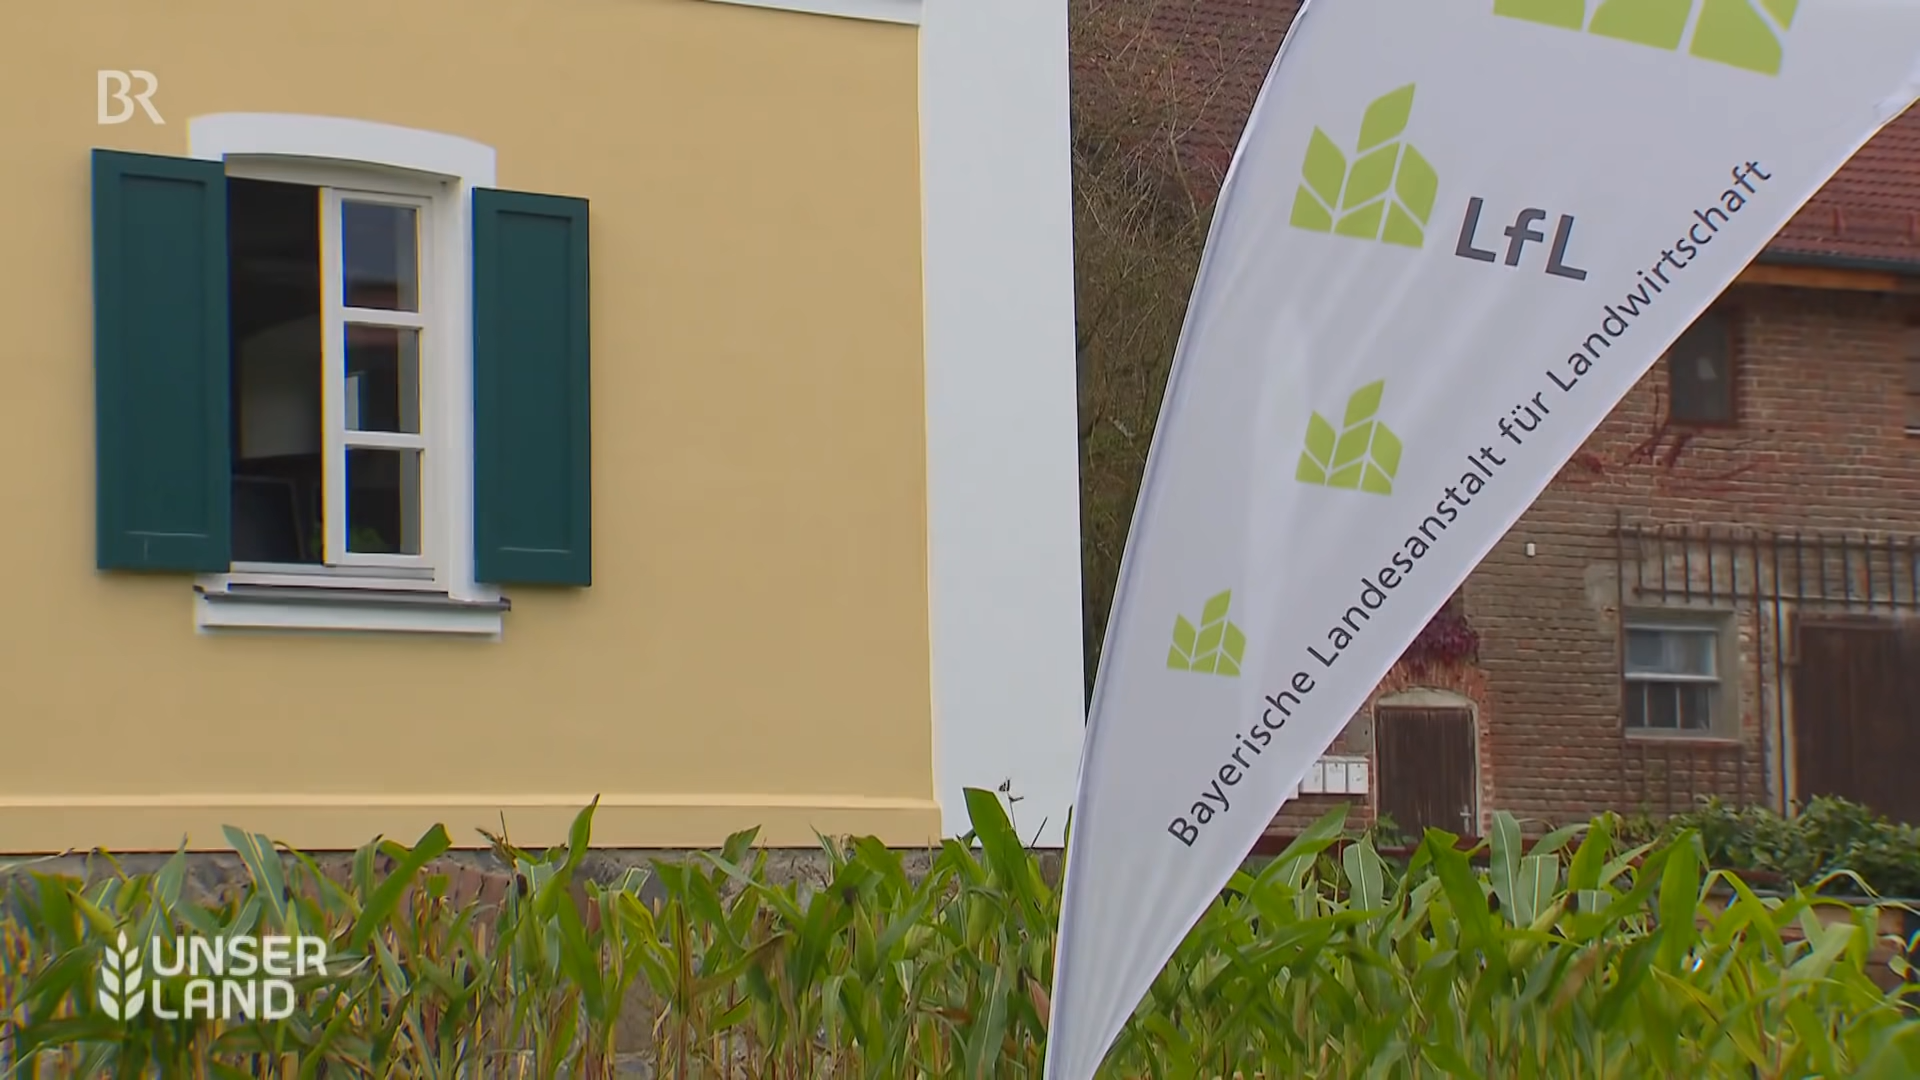 BR
LfL
Bayerische Landesanstalt für Landwirtschaft
UNSER
LAND